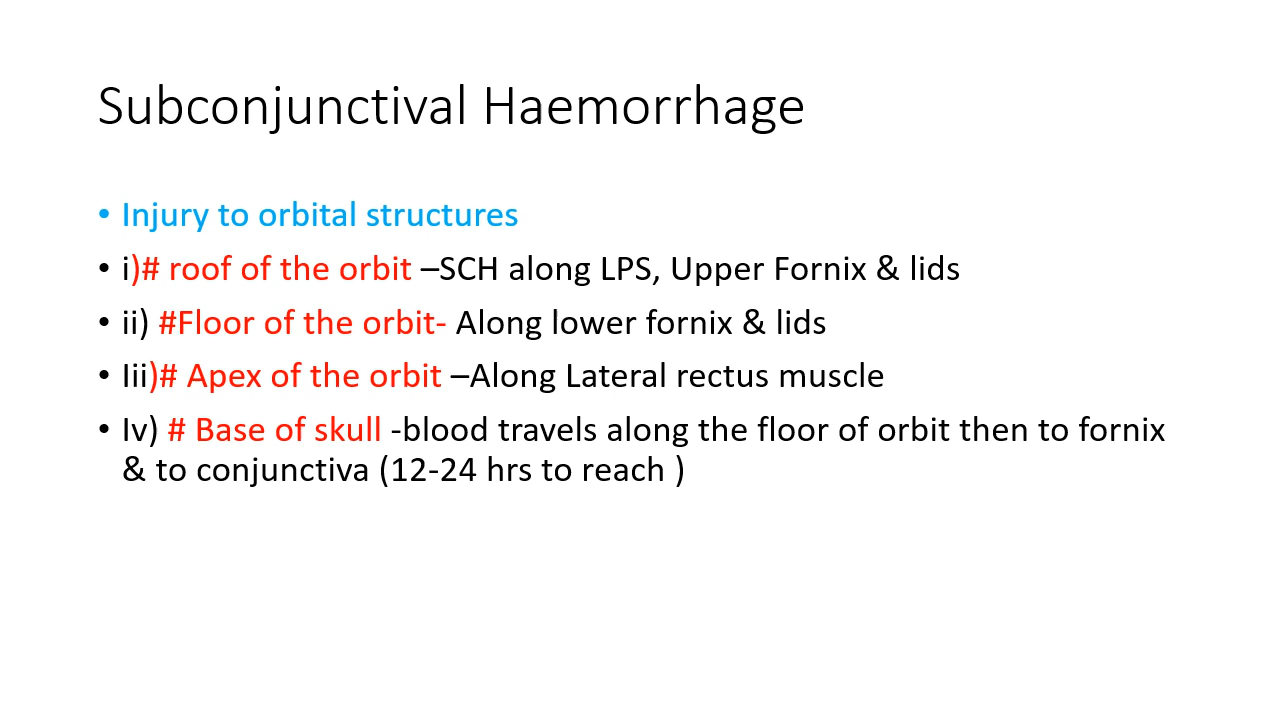 Subconjunctival Haemorrhage
• Injury to orbital structures
• i)# roof of the orbit –SCH along LPS, Upper Fornix & lids
• ii) #Floor of the orbit- Along lower fornix & lids
• Iii)# Apex of the orbit –Along Lateral rectus muscle
• Iv) # Base of skull -blood travels along the floor of orbit then to fornix
& to conjunctiva (12-24 hrs to reach )